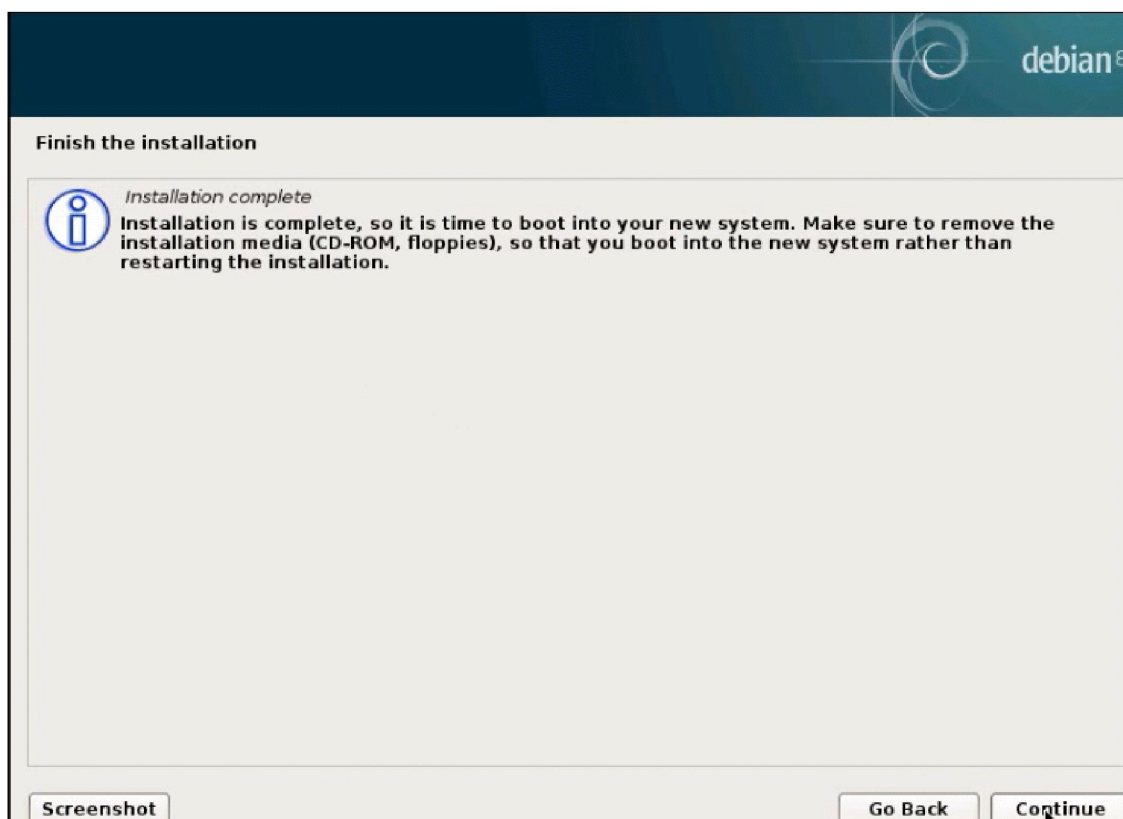 debian 8
Finish the installation
Installation complete
Installation is complete, so it is time to boot into your new system. Make sure to remove the
installation media (CD-ROM, floppies), so that you boot into the new system rather than
restarting the installation.
Screenshot
Go Back
Continue